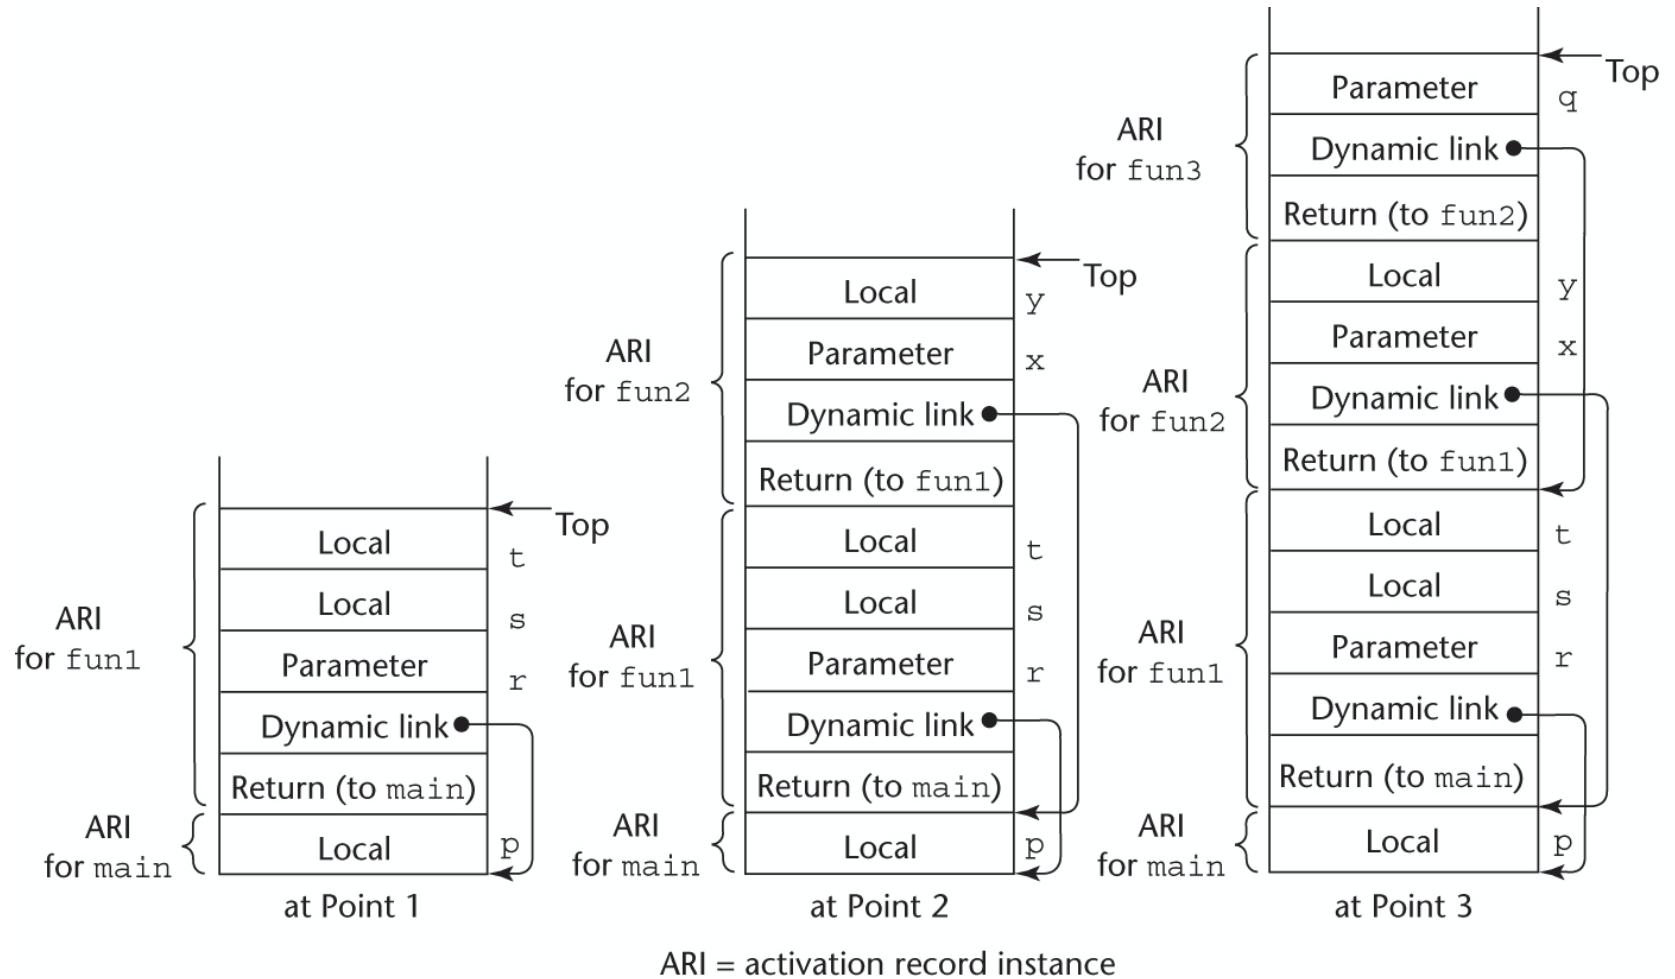 Top
Local
t
Local
s
ARI
for fun1
Parameter
r
Dynamic link
Return (to main)
ARI
for main
Local
p
at Point 1
Top
Local
y
ARI
for fun2
Parameter
x
Dynamic link
Return (to fun1)
Local
t
Local
s
ARI
for fun1
Parameter
r
Dynamic link
Return (to main)
ARI
for main
Local
p
at Point 2
Top
Parameter
q
ARI
for fun3
Dynamic link
Return (to fun2)
Local
y
Parameter
x
ARI
for fun2
Dynamic link
Return (to fun1)
Local
t
Local
s
ARI
for fun1
Parameter
r
Dynamic link
Return (to main)
ARI
for main
Local
p
at Point 3
ARI = activation record instance